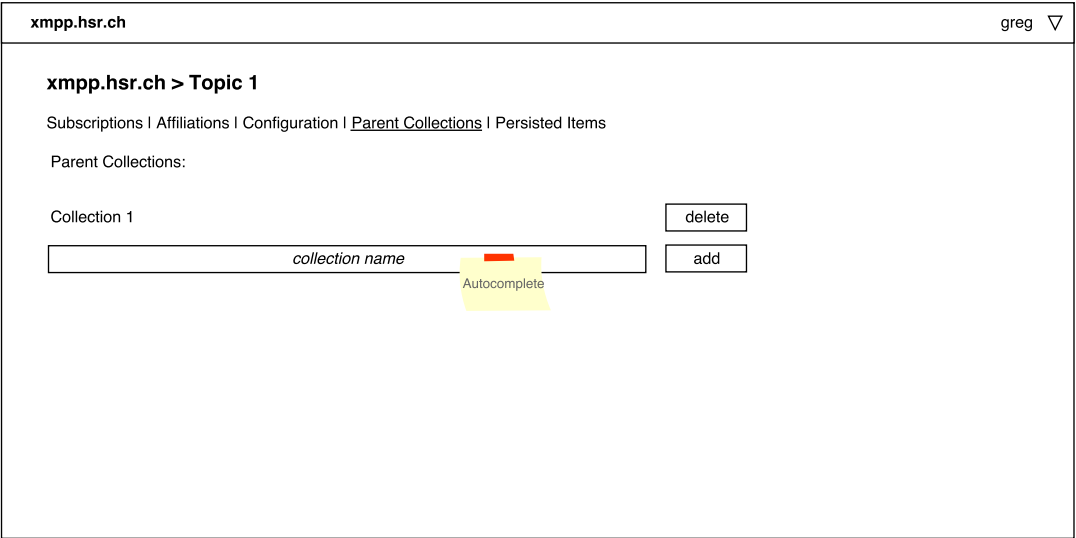 xmpp.hsr.ch greg
xmpp.hsr.ch > Topic 1
Subscriptions | Affiliations | Configuration | Parent Collections | Persisted Items
Parent Collections:
Collection 1 delete
collection name add
Autocomplete